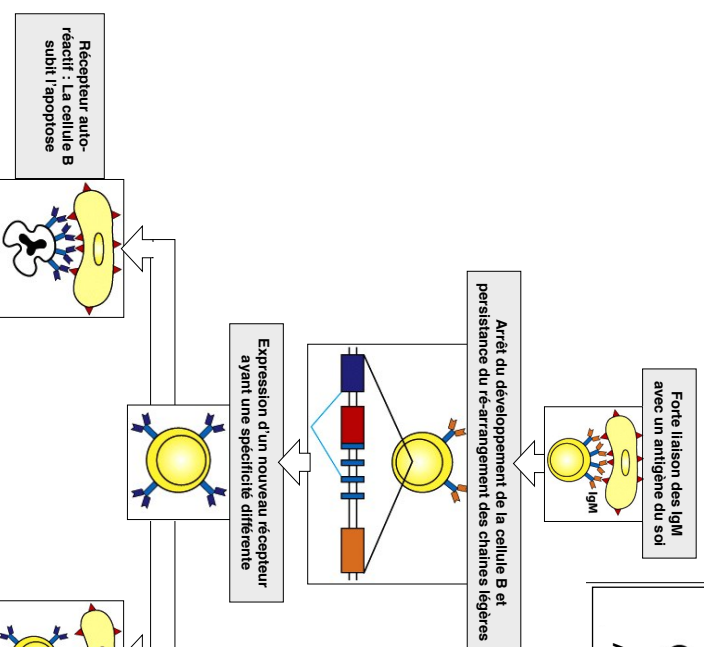 Forte liaison des IgM
avec un antigène du soi
IgM
Arrêt du développement de la cellule B et
persistance du ré-arrangement des chaines légères
Expression d'un nouveau récepteur
ayant une spécificité différente
Récepteur auto-
réactif : La cellule B
subit l'apoptose